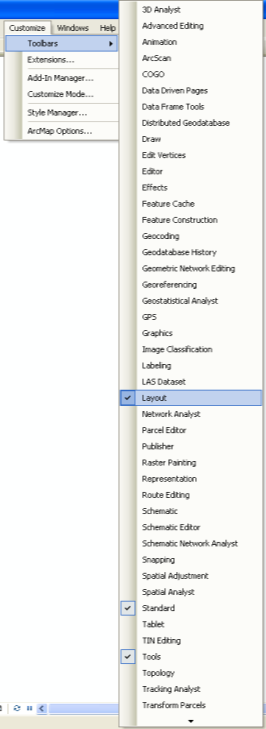 Customize Windows Help
Toolbars
Extensions...
Add-In Manager...
Customize Mode...
Style Manager...
ArcMap Options...
3D Analyst
Advanced Editing
Animation
ArcScan
COGO
Data Driven Pages
Data Frame Tools
Distributed Geodatabase
Draw
Edit Vertices
Editor
Effects
Feature Cache
Feature Construction
Geocoding
Geodatabase History
Geometric Network Editing
Georeferencing
Geostatistical Analyst
GPS
Graphics
Image Classification
Labeling
LAS Dataset
Layout
Network Analyst
Parcel Editor
Publisher
Raster Painting
Representation
Route Editing
Schematic
Schematic Editor
Schematic Network Analyst
Snapping
Spatial Adjustment
Spatial Analyst
Standard
Tablet
TIN Editing
Tools
Topology
Tracking Analyst
Transform Parcels